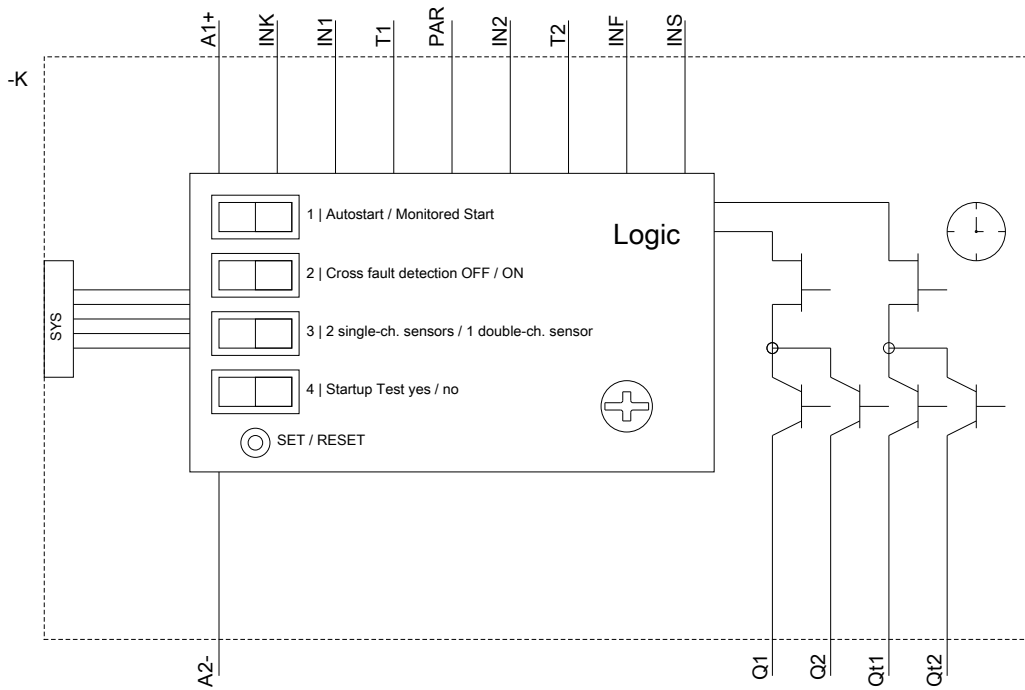 A1+
INK
IN1
T1
PAR
IN2
T2
INF
INS
-K
1 | Autostart / Monitored Start
Logic
2 | Cross fault detection OFF / ON
SYS
3 | 2 single-ch. sensors / 1 double-ch. sensor
4 | Startup Test yes / no
SET / RESET
A2-
Q1
Q2
Qt1
Qt2